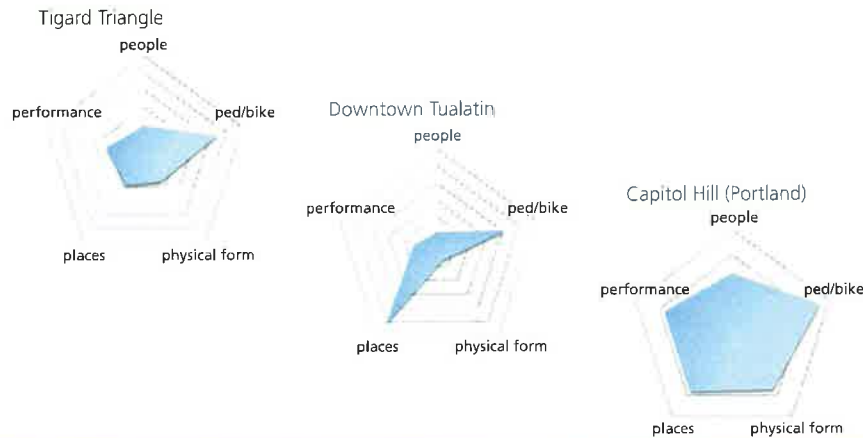 Tigard Triangle
people
performance
ped/bike
places
physical form
Downtown Tualatin
people
performance
ped/bike
places
physical form
Capitol Hill (Portland)
people
performance
ped/bike
places
physical form